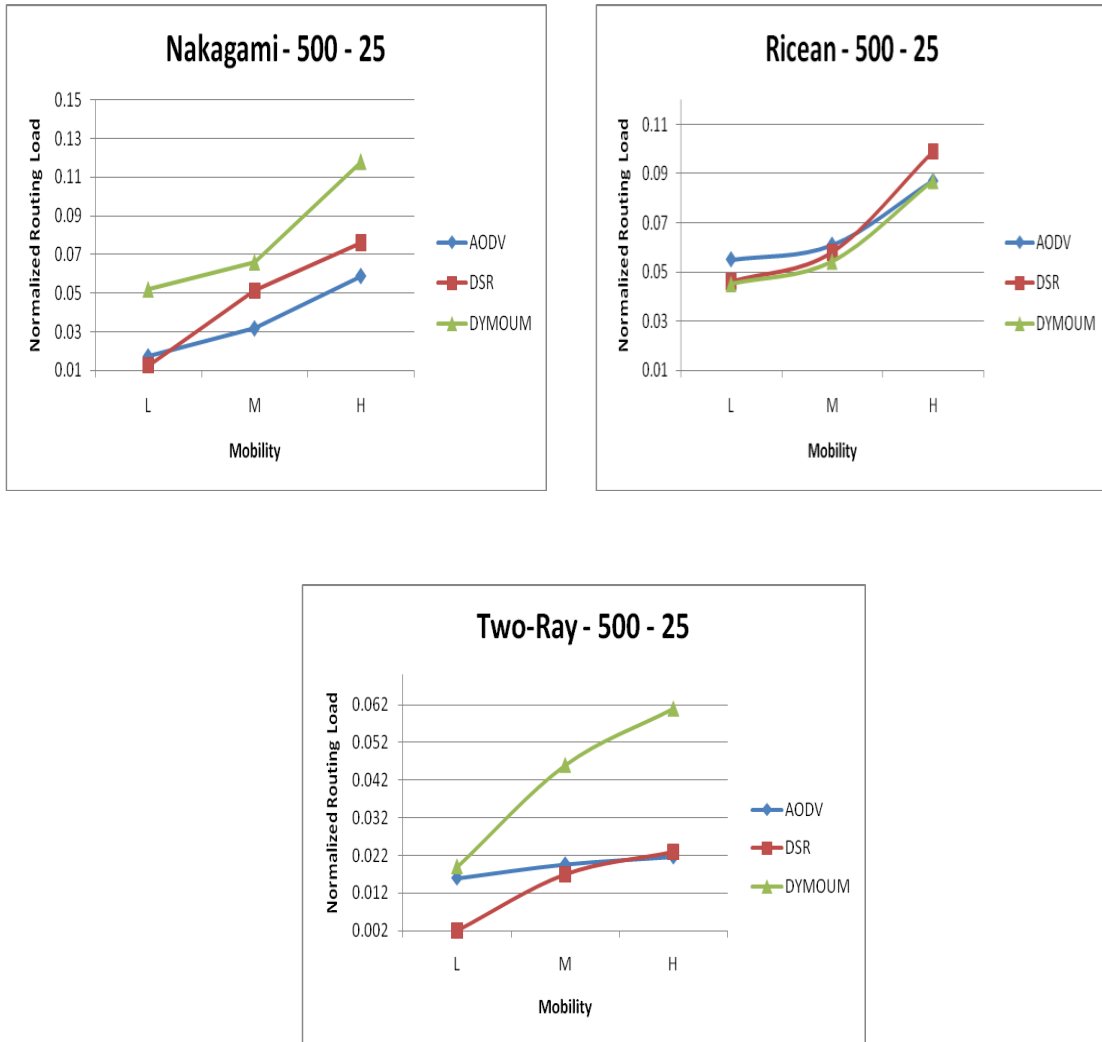 Nakagami - 500 - 25
Normalized Routing Load
0.15
0.13
0.11
0.09
0.07
0.05
0.03
0.01
L M H
Mobility
AODV
DSR
DYMOUM
Ricean - 500 - 25
Normalized Routing Load
0.11
0.09
0.07
0.05
0.03
0.01
L M H
Mobility
AODV
DSR
DYMOUM
Two-Ray - 500 - 25
Normalized Routing Load
0.062
0.052
0.042
0.032
0.022
0.012
0.002
L M H
Mobility
AODV
DSR
DYMOUM